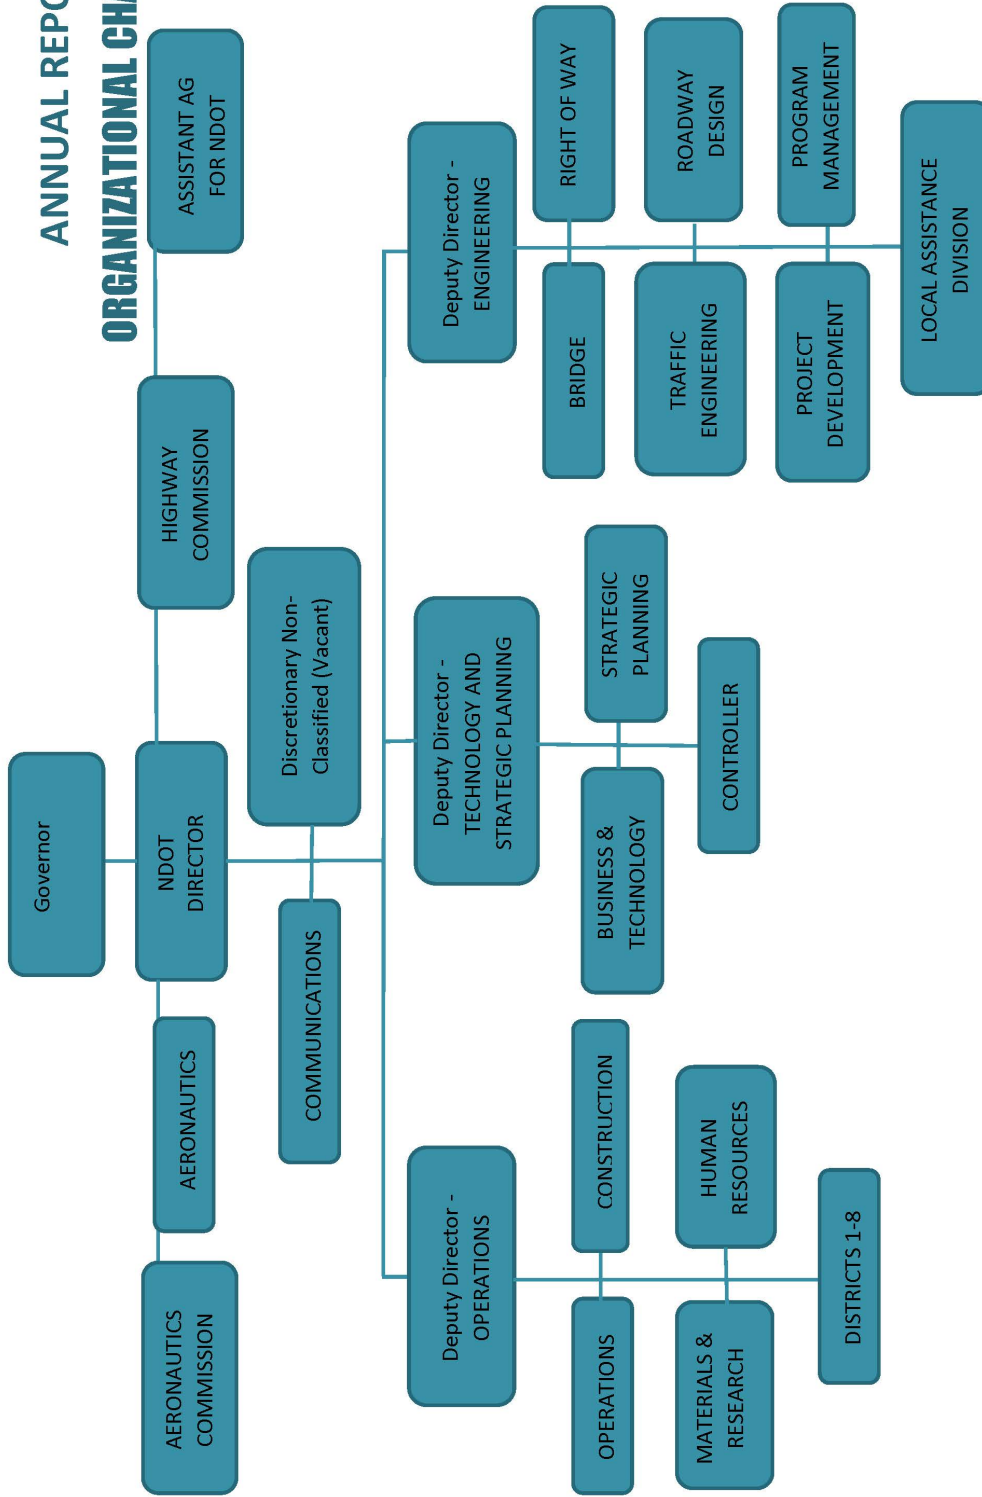 ANNUAL REPO
ORGANIZATIONAL CHA
Governor
AERONAUTICS
COMMISSION
AERONAUTICS
NDOT
DIRECTOR
HIGHWAY
COMMISSION
ASSISTANT AG
FOR NDOT
COMMUNICATIONS
Discretionary Non-
Classified (Vacant)
Deputy Director -
OPERATIONS
OPERATIONS
CONSTRUCTION
MATERIALS &
RESEARCH
HUMAN
RESOURCES
DISTRICTS 1-8
Deputy Director -
TECHNOLOGY AND
STRATEGIC PLANNING
BUSINESS &
TECHNOLOGY
STRATEGIC
PLANNING
CONTROLLER
Deputy Director -
ENGINEERING
BRIDGE
RIGHT OF WAY
TRAFFIC
ENGINEERING
ROADWAY
DESIGN
PROJECT
DEVELOPMENT
PROGRAM
MANAGEMENT
LOCAL ASSISTANCE
DIVISION